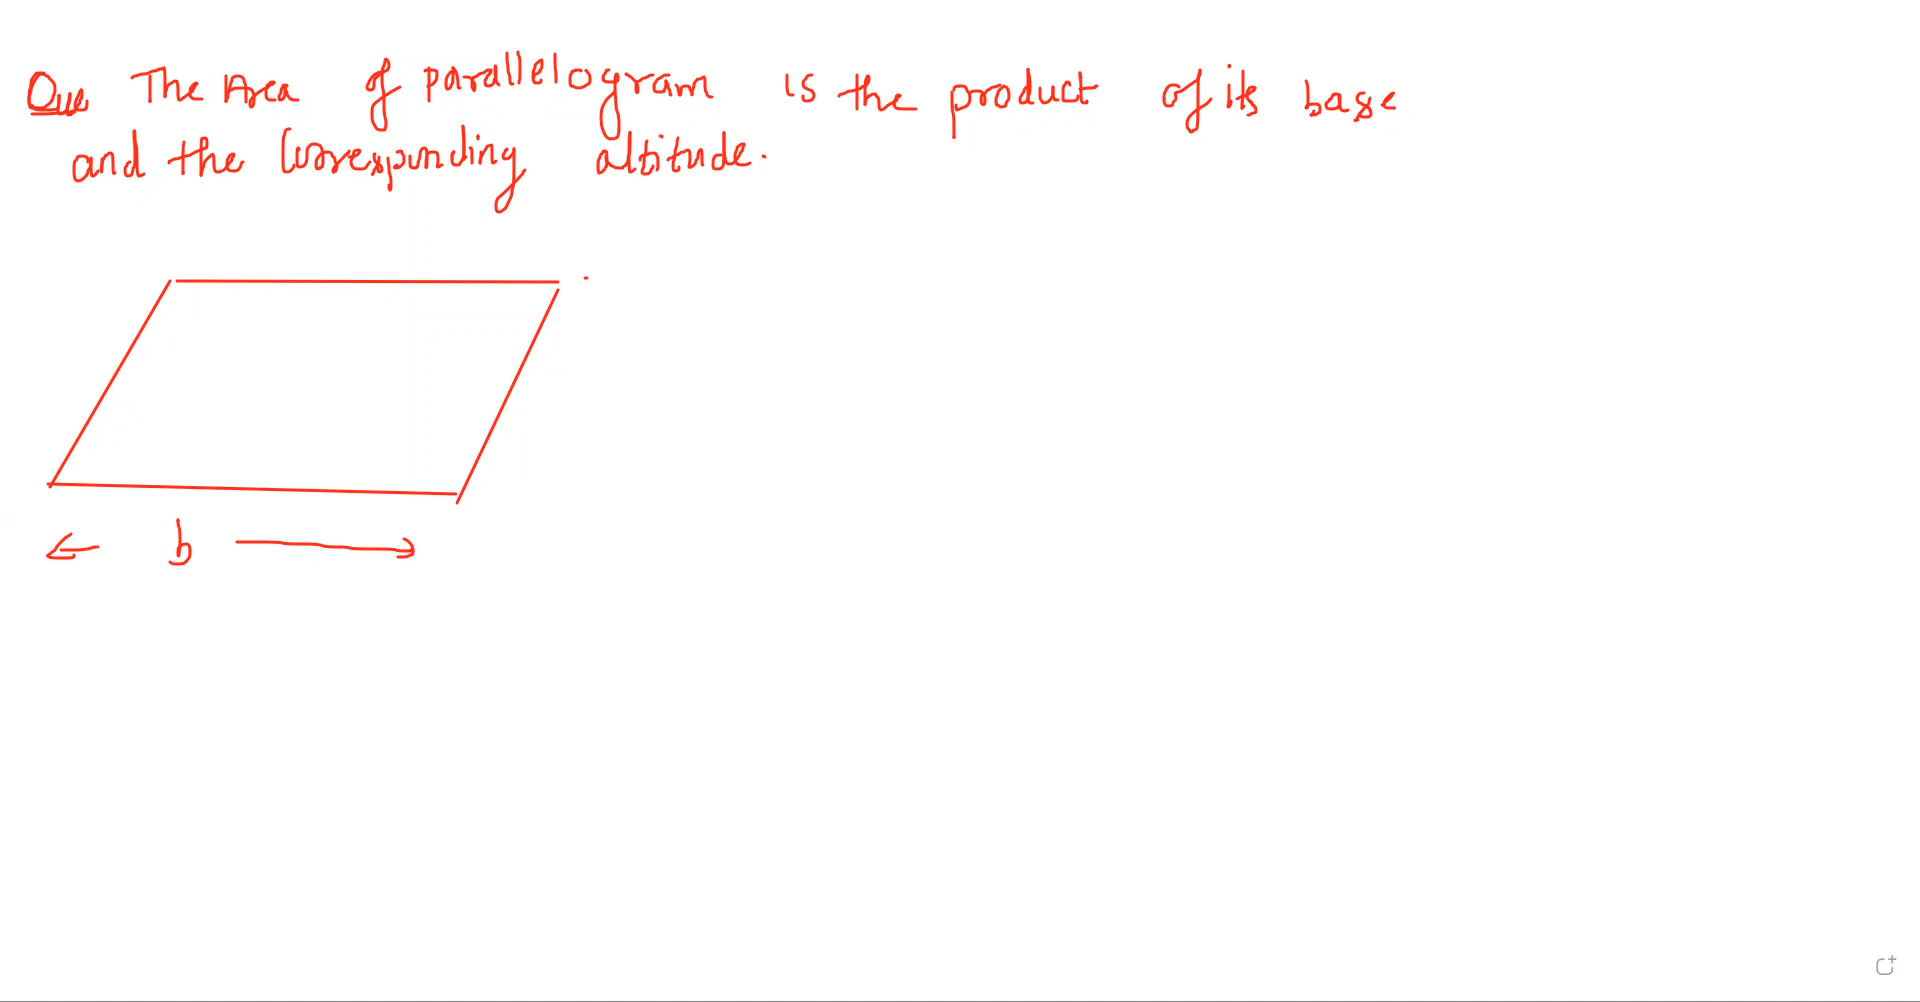 Que The Area of parallelogram is the product of its base
and the Corresponding altitude.
b